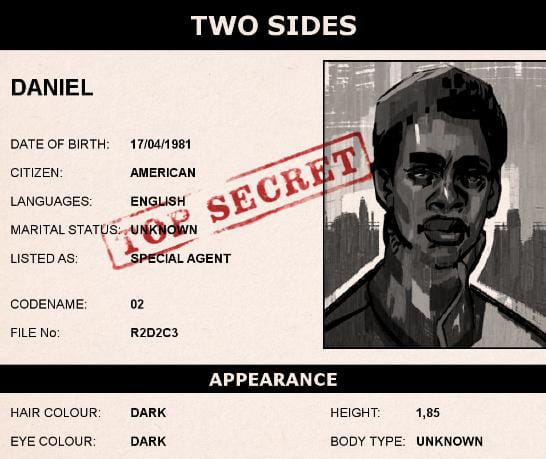 TWO SIDES
DANIEL
DATE OF BIRTH: 17/04/1981
CITIZEN: AMERICAN
LANGUAGES: ENGLISH
MARITAL STATUS: UNKNOWN
LISTED AS: SPECIAL AGENT
TOP SECRET
CODENAME: 02
FILE No: R2D2C3
APPEARANCE
HAIR COLOUR: DARK HEIGHT: 1,85
EYE COLOUR: DARK BODY TYPE: UNKNOWN